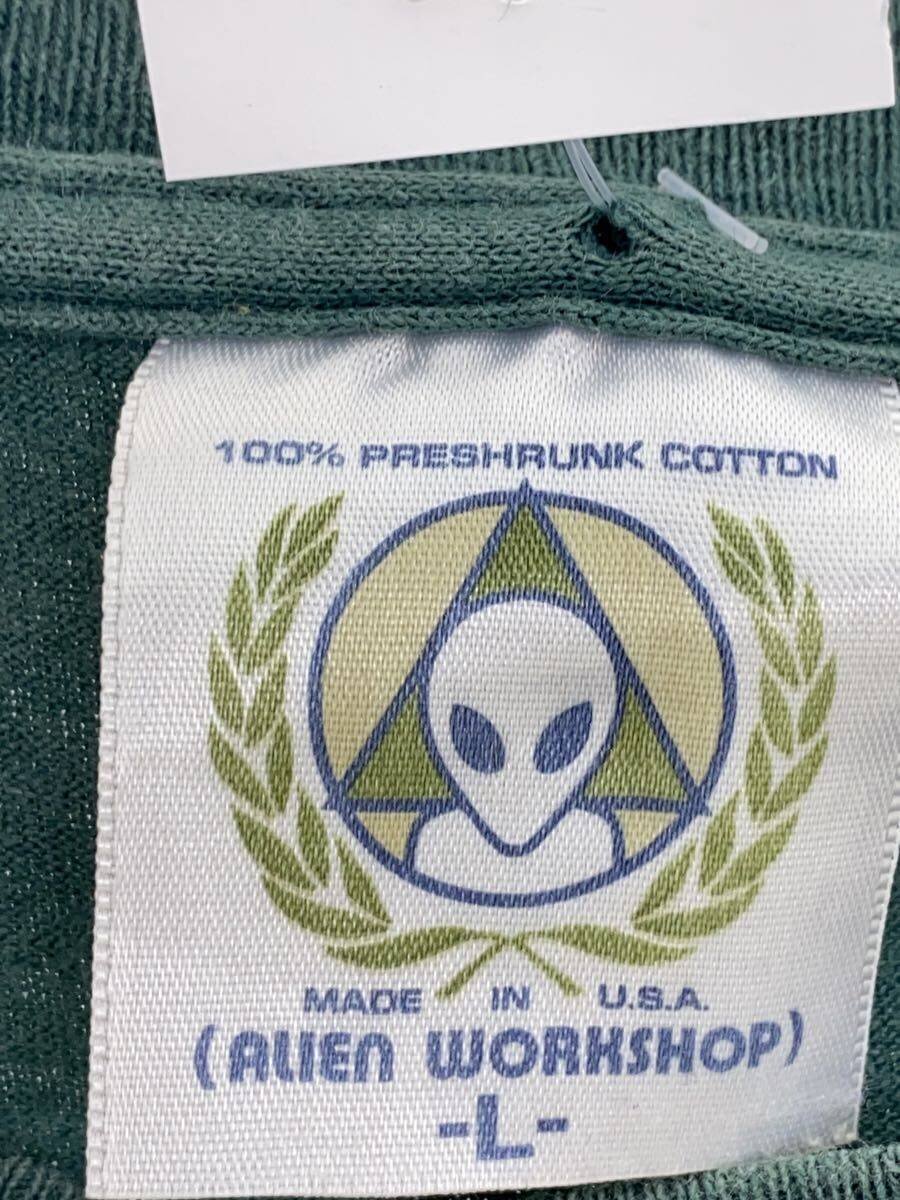 100% PRESHRUNK COTTON
MADE IN U.S.A.
(ALIEN WORKSHOP)
-L-